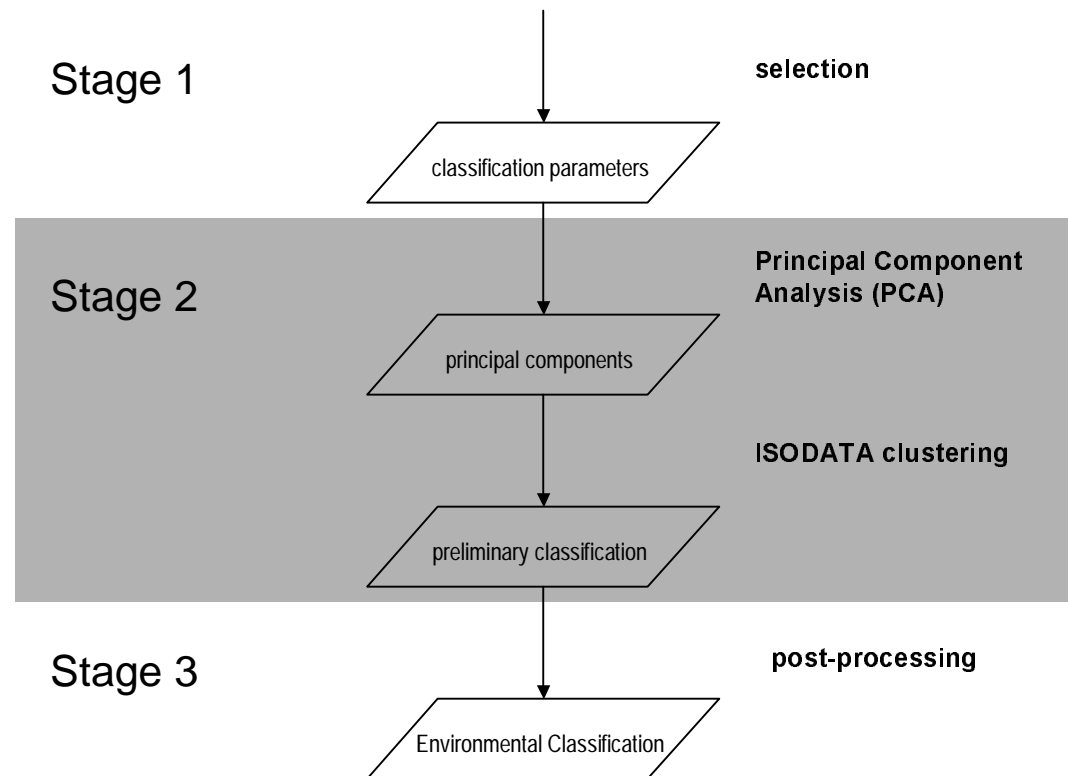 Stage 1
selection
classification parameters
Stage 2
Principal Component
Analysis (PCA)
principal components
ISODATA clustering
preliminary classification
Stage 3
post-processing
Environmental Classification